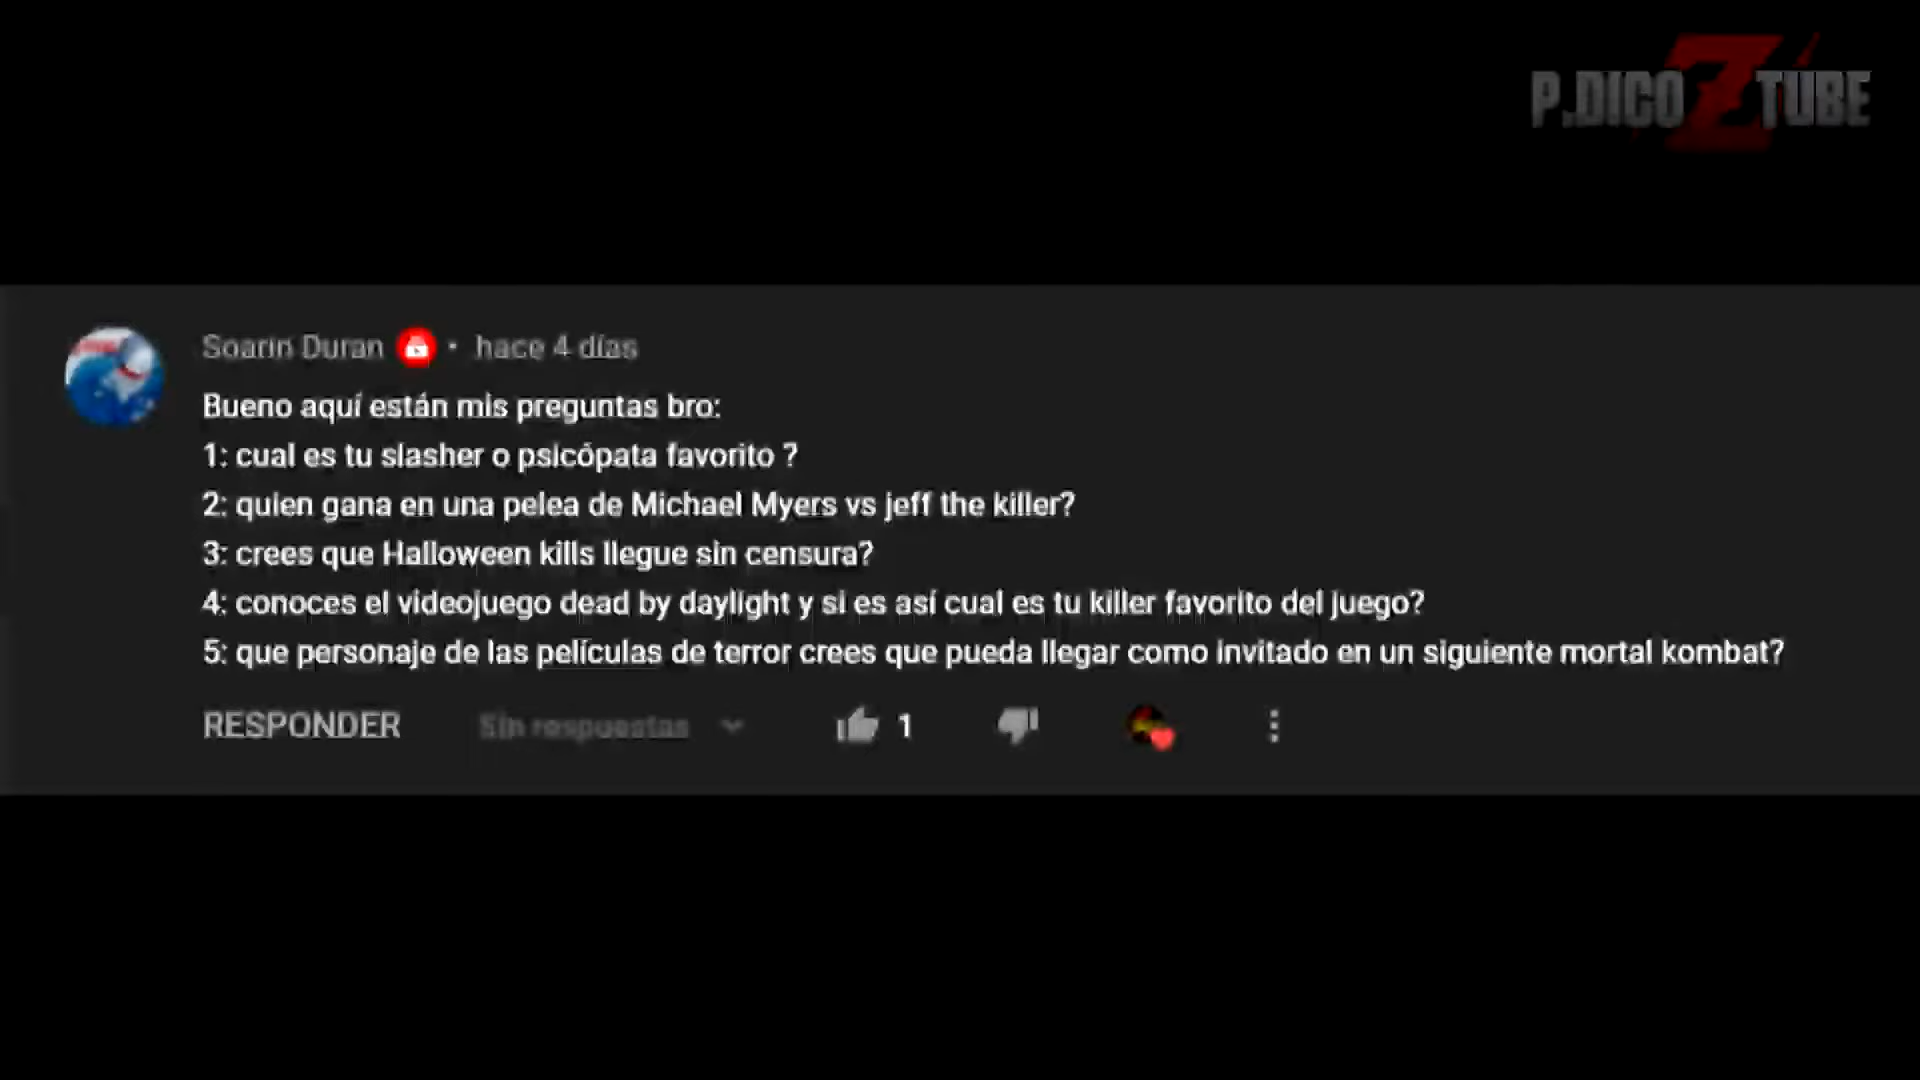 P.DICO Z TUBE
Soarin Duran • hace 4 días
Bueno aquí están mis preguntas bro:
1: cual es tu slasher o psicópata favorito ?
2: quien gana en una pelea de Michael Myers vs jeff the killer?
3: crees que Halloween kills llegue sin censura?
4: conoces el videojuego dead by daylight y si es así cual es tu killer favorito del juego?
5: que personaje de las películas de terror crees que pueda llegar como invitado en un siguiente mortal kombat?
RESPONDER Sin respuestas 1